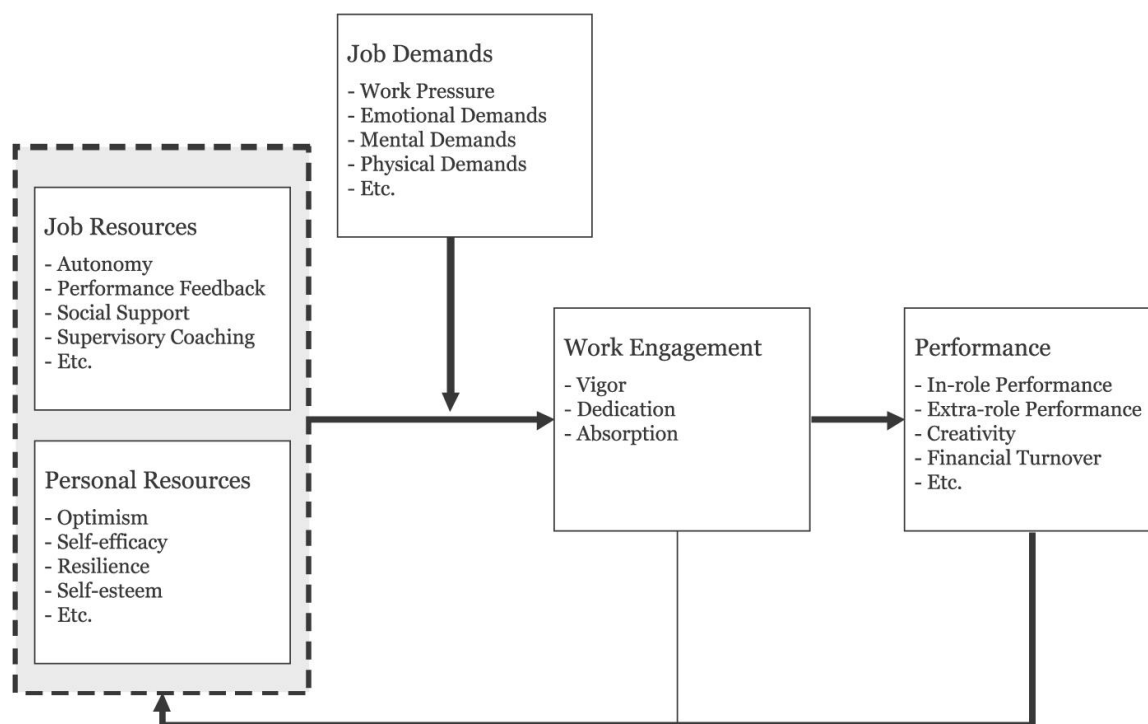 Job Demands
- Work Pressure
- Emotional Demands
- Mental Demands
- Physical Demands
- Etc.
Job Resources
- Autonomy
- Performance Feedback
- Social Support
- Supervisory Coaching
- Etc.
Personal Resources
- Optimism
- Self-efficacy
- Resilience
- Self-esteem
- Etc.
Work Engagement
- Vigor
- Dedication
- Absorption
Performance
- In-role Performance
- Extra-role Performance
- Creativity
- Financial Turnover
- Etc.